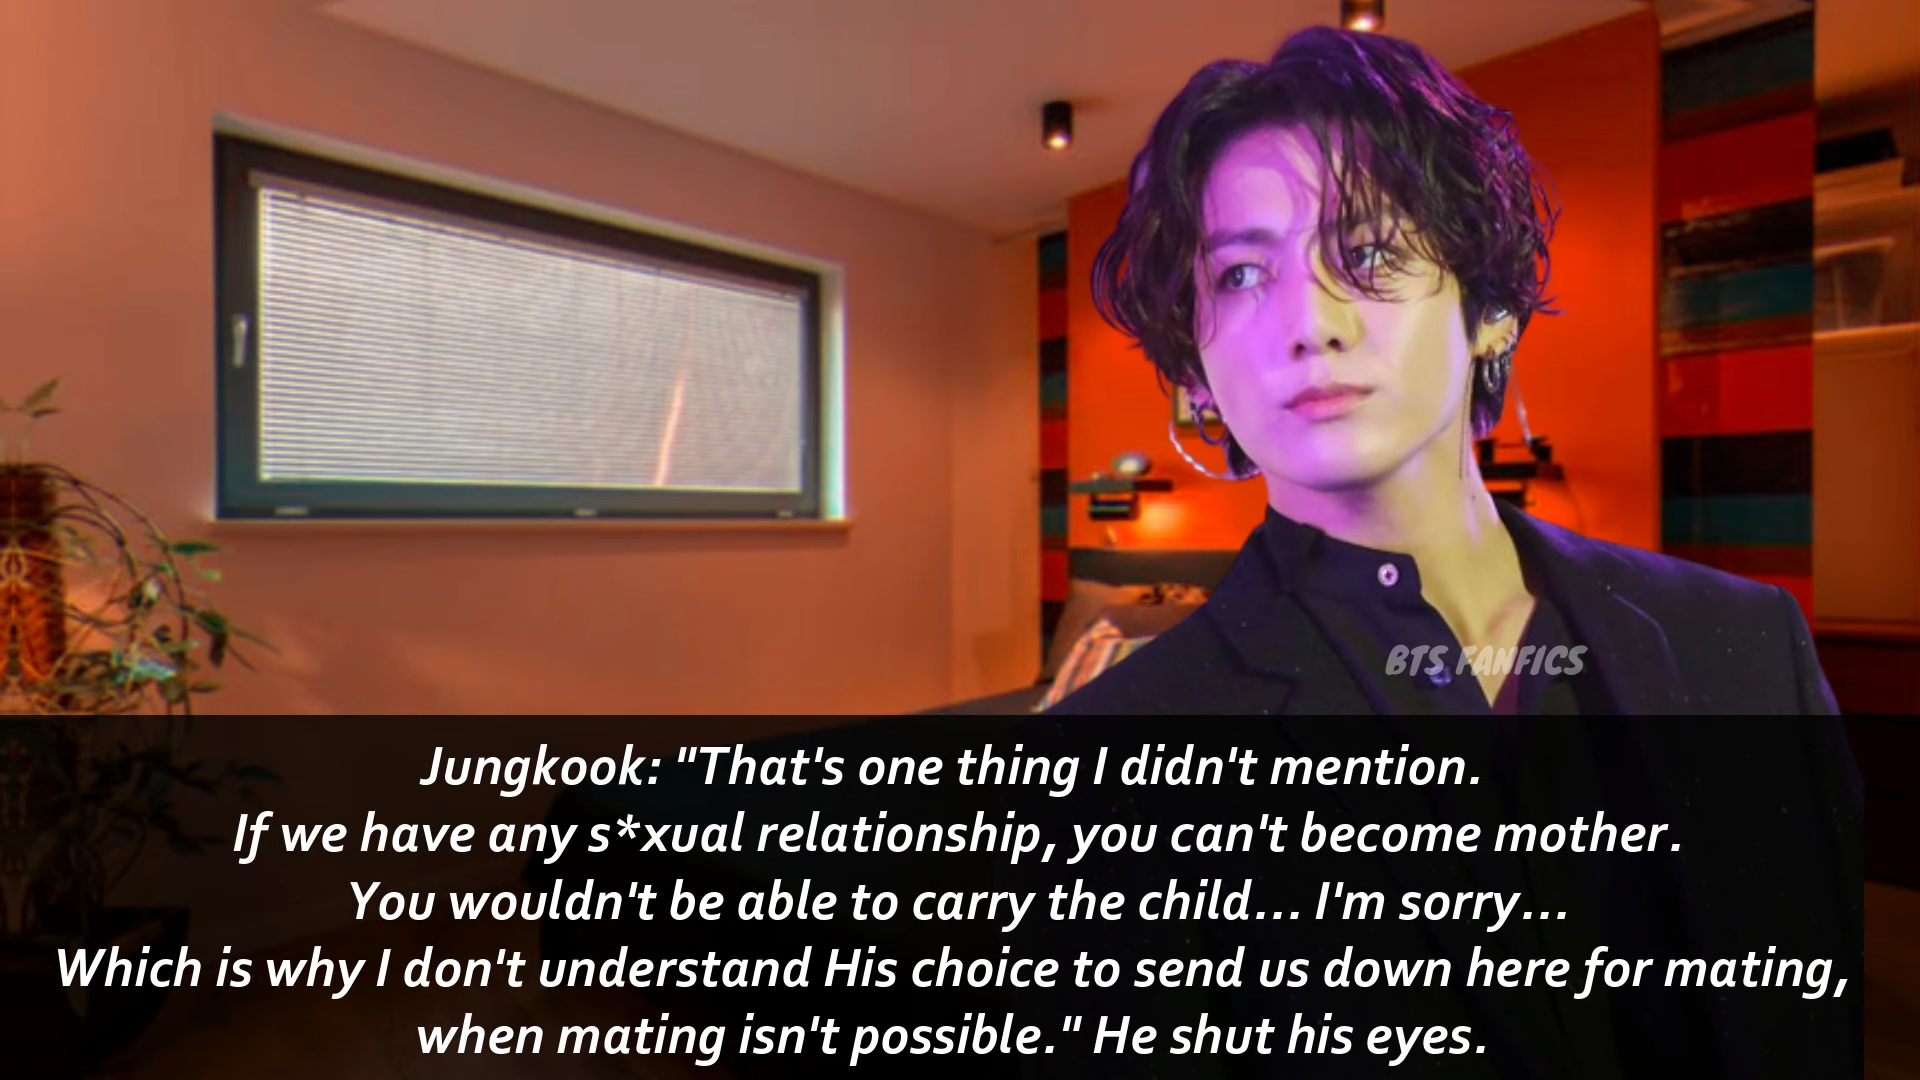 BTS FANFICS
Jungkook: "That's one thing I didn't mention.
If we have any s*xual relationship, you can't become mother.
You wouldn't be able to carry the child... I'm sorry...
Which is why I don't understand His choice to send us down here for mating,
when mating isn't possible." He shut his eyes.